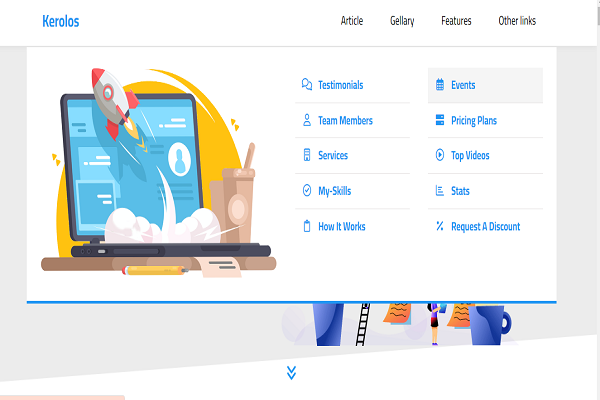 Kerolos
Article
Gellary
Features
Other links
Testimonials
Events
Team Members
Pricing Plans
Services
Top Videos
My-Skills
Stats
How It Works
Request A Discount